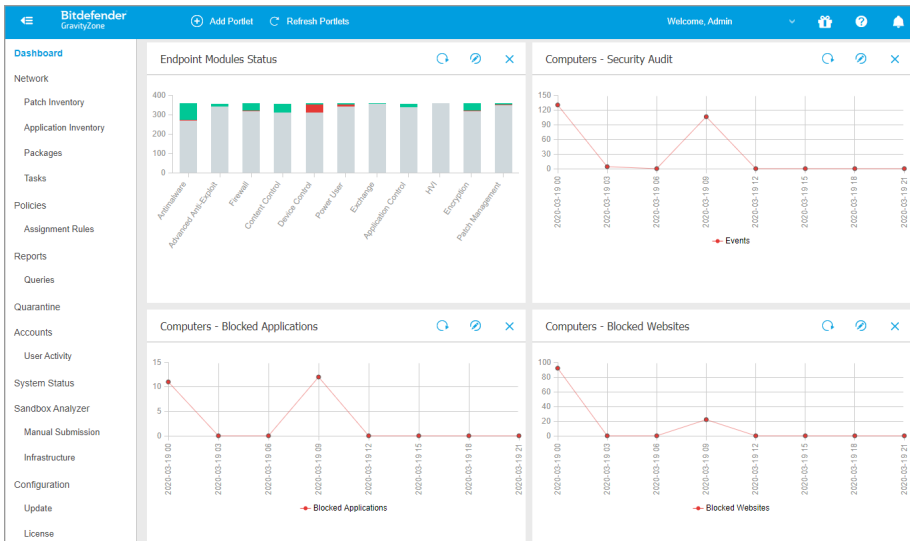 Bitdefender
GravityZone
Add Portlet
Refresh Portlets
Welcome, Admin
Dashboard
Network
Patch Inventory
Application Inventory
Packages
Tasks
Policies
Assignment Rules
Reports
Queries
Quarantine
Accounts
User Activity
System Status
Sandbox Analyzer
Manual Submission
Infrastructure
Configuration
Update
License
Endpoint Modules Status
400
300
200
100
0
Antimalware
Advanced Anti-Exploit
Firewall
Content Control
Device Control
Power User
Exchange
Application Control
HVI
Encryption
Patch Management
Computers - Security Audit
150
120
90
60
30
0
2020-03-19 00
2020-03-19 03
2020-03-19 06
2020-03-19 09
2020-03-19 12
2020-03-19 15
2020-03-19 18
2020-03-19 21
Events
Computers - Blocked Applications
15
10
5
0
2020-03-19 00
2020-03-19 03
2020-03-19 06
2020-03-19 09
2020-03-19 12
2020-03-19 15
2020-03-19 18
2020-03-19 21
Blocked Applications
Computers - Blocked Websites
100
80
60
40
20
0
2020-03-19 00
2020-03-19 03
2020-03-19 06
2020-03-19 09
2020-03-19 12
2020-03-19 15
2020-03-19 18
2020-03-19 21
Blocked Websites